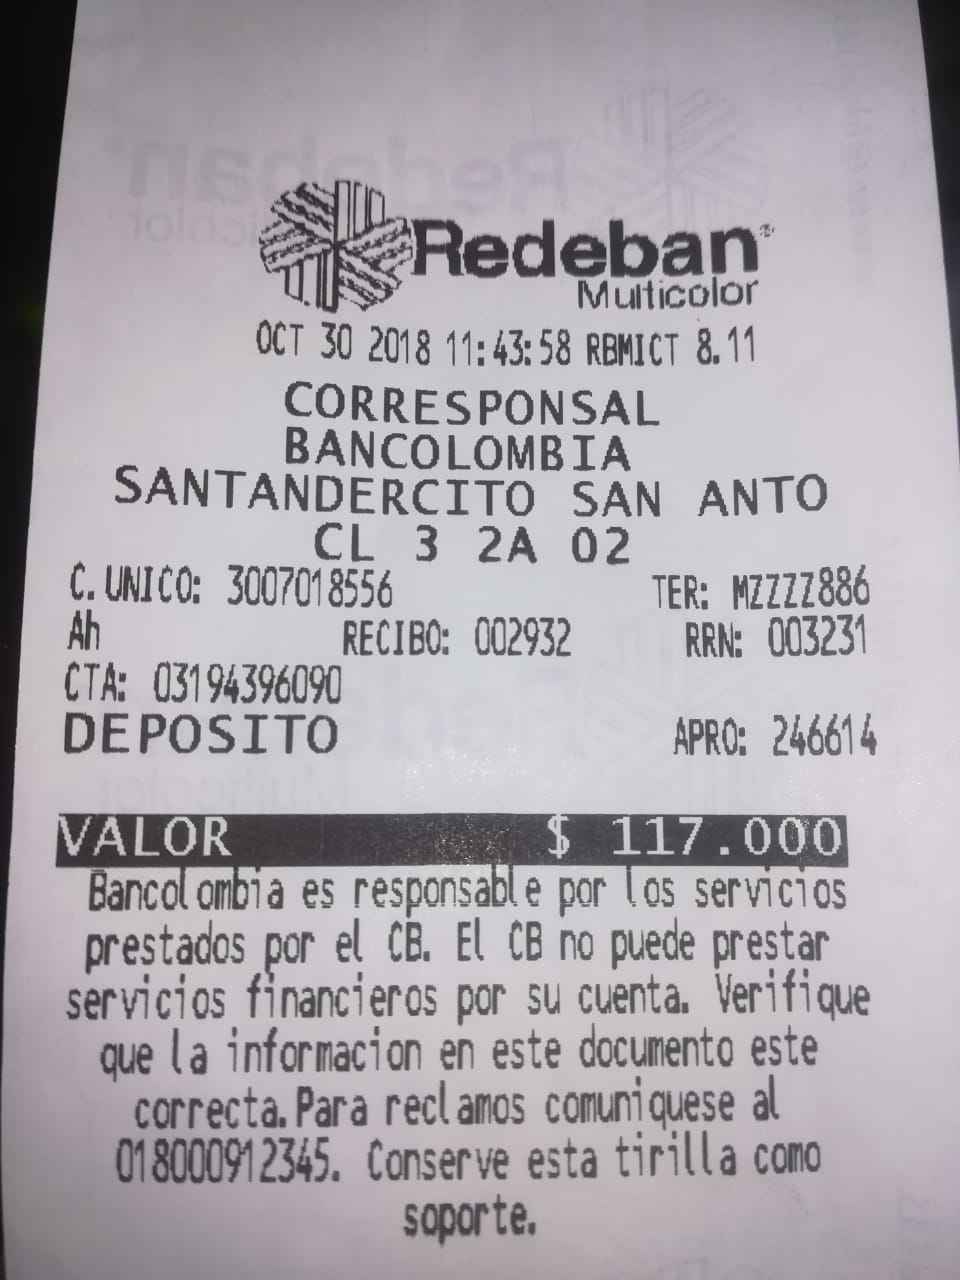 Redeban
Multicolor
OCT 30 2018 11:43:58 RBMICT 8.11
CORRESPONSAL
BANCOLOMBIA
SANTANDERCITO SAN ANTO
CL 3 2A 02
C. UNICO: 3007018556 TER: MZZZZ886
Ah RECIBO: 002932 RRN: 003231
CTA: 03194396090
DEPOSITO APRO: 246614
VALOR $ 117.000
Bancolombia es responsable por los servicios
prestados por el CB. El CB no puede prestar
servicios financieros por su cuenta. Verifique
que la informacion en este documento este
correcta. Para reclamos comuniquese al
018000912345. Conserve esta tirilla como
soporte.